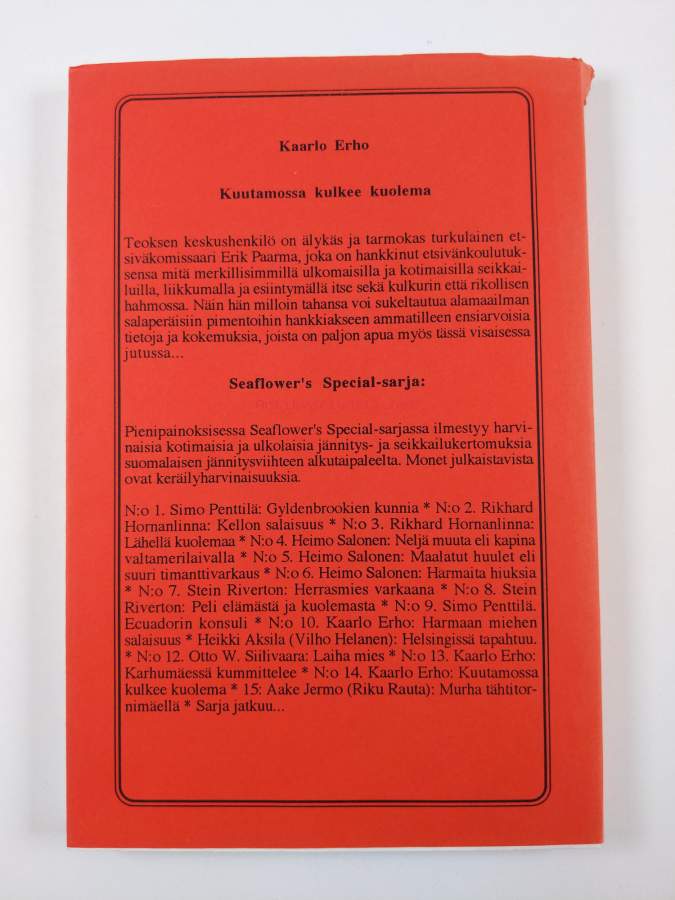 Kaarlo Erho
Kuutamossa kulkee kuolema
Teoksen keskushenkilö on älykäs ja tarmokas turkulainen et-
siväkomissaari Erik Paarma, joka on hankkinut etsivänkoulutuk-
sensa mitä merkillisimmillä ulkomaisilla ja kotimaisilla seikkai-
luilla, liikkumalla ja esiintymällä itse sekä kulkurin että rikollisen
hahmossa. Näin hän milloin tahansa voi sukeltautua alamaailman
salaperäisiin pimentoihin hankkiakseen ammatilleen ensiarvoisia
tietoja ja kokemuksia, joista on paljon apua myös tässä visaisessa
jutussa...
Seaflower's Special-sarja:
Pienipainoksisessa Seaflower's Special-sarjassa ilmestyy harvi-
naisia kotimaisia ja ulkolaisia jännitys- ja seikkailukertomuksia
suomalaisen jännitysviihteen alkutaipaleelta. Monet julkaistavista
ovat keräilyharvinaisuuksia.
N:o 1. Simo Penttilä: Gyldenbrookien kunnia * N:o 2. Rikhard
Hornanlinna: Kellon salaisuus * N:o 3. Rikhard Hornanlinna:
Lähellä kuolemaa * N:o 4. Heimo Salonen: Neljä muuta eli kapina
valtamerilaivalla * N:o 5. Heimo Salonen: Maalatut huulet eli
suuri timanttivarkaus * N:o 6. Heimo Salonen: Harmaita hiuksia
* N:o 7. Stein Riverton: Herrasmies varkaana * N:o 8. Stein
Riverton: Peli elämästä ja kuolemasta * N:o 9. Simo Penttilä.
Ecuadorin konsuli * N:o 10. Kaarlo Erho: Harmaan miehen
salaisuus * Heikki Aksila (Vilho Helanen): Helsingissä tapahtuu.
* N:o 12. Otto W. Siilivaara: Laiha mies * N:o 13. Kaarlo Erho:
Karhumäessä kummittelee * N:o 14. Kaarlo Erho: Kuutamossa
kulkee kuolema * 15: Aake Jermo (Riku Rauta): Murha tähtitor-
nimäellä * Sarja jatkuu...